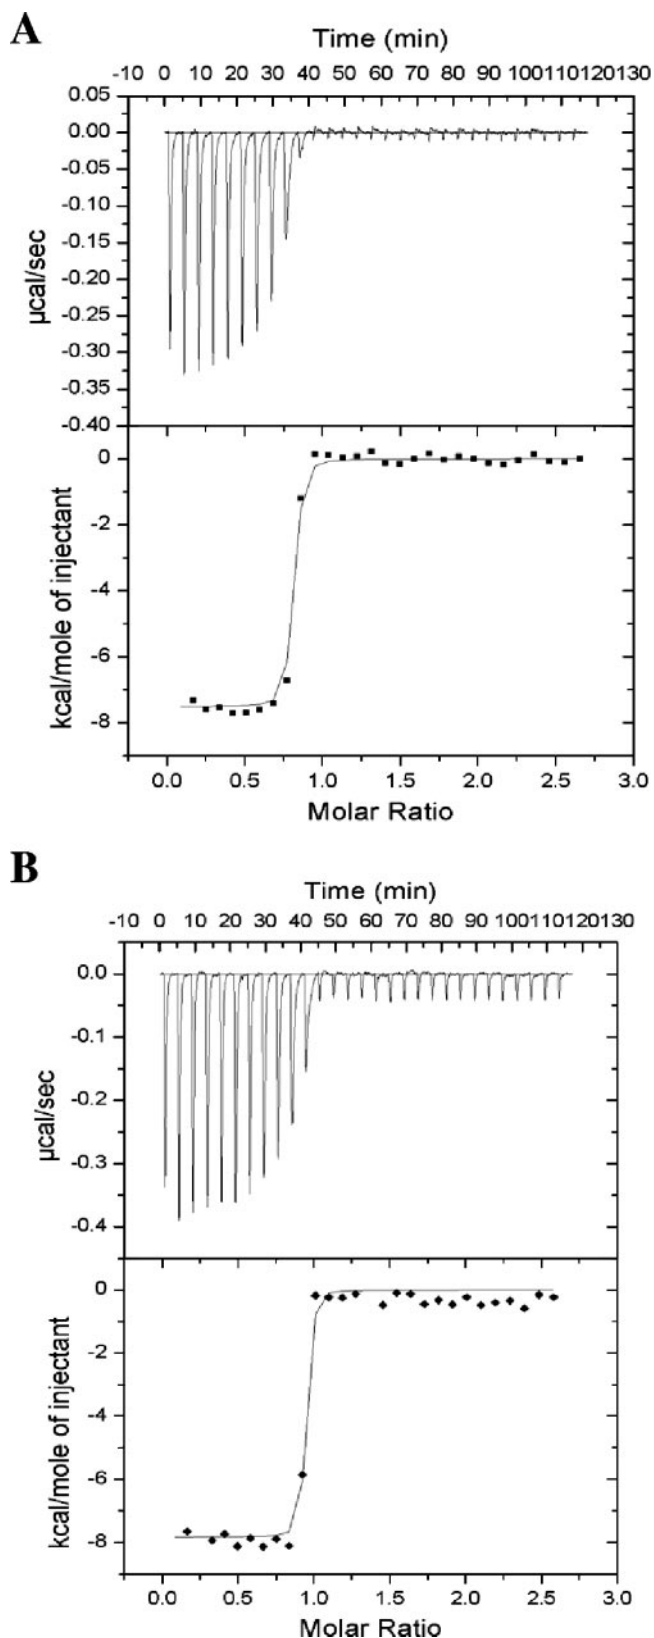 A
Time (min)
-10 0 10 20 30 40 50 60 70 80 90 100110120130
0.05
0.00
-0.05
-0.10
-0.15
-0.20
-0.25
-0.30
-0.35
-0.40
µcal/sec
0
-2
-4
-6
-8
kcal/mole of injectant
0.0 0.5 1.0 1.5 2.0 2.5 3.0
Molar Ratio
B
Time (min)
-10 0 10 20 30 40 50 60 70 80 90 100110120130
0.0
-0.1
-0.2
-0.3
-0.4
µcal/sec
0
-2
-4
-6
-8
kcal/mole of injectant
0.0 0.5 1.0 1.5 2.0 2.5 3.0
Molar Ratio